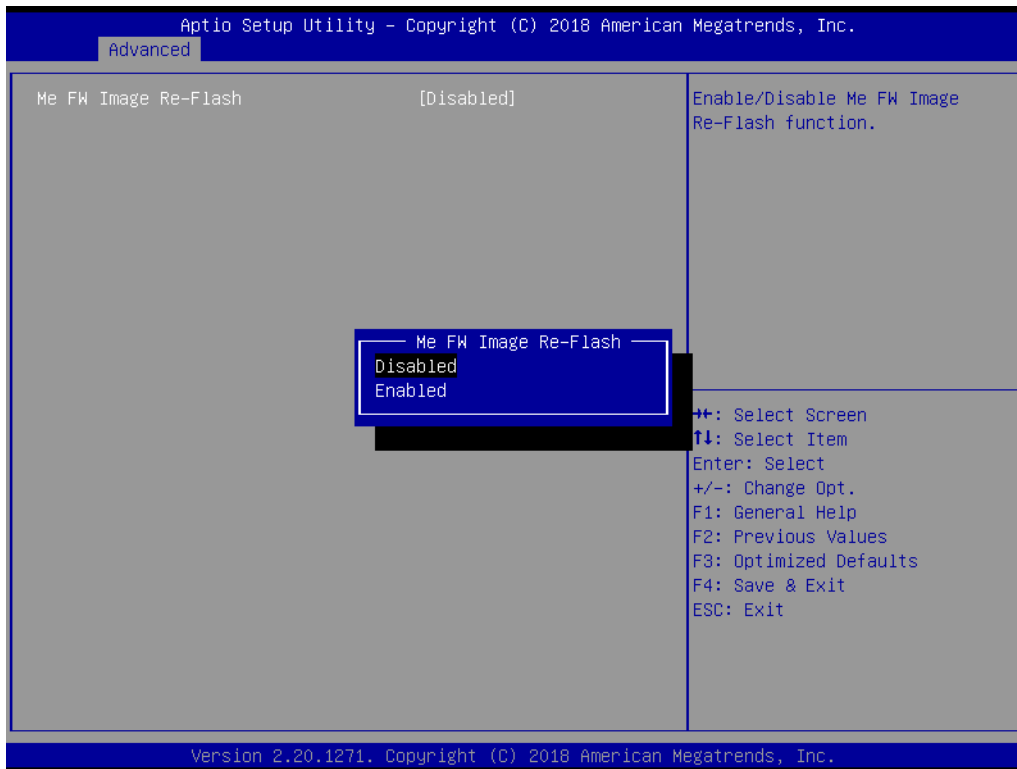 Aptio Setup Utility – Copyright (C) 2018 American Megatrends, Inc.
Advanced
Me FW Image Re-Flash [Disabled]
Enable/Disable Me FW Image
Re-Flash function.
Me FW Image Re-Flash
Disabled
Enabled
→←: Select Screen
↑↓: Select Item
Enter: Select
+/-: Change Opt.
F1: General Help
F2: Previous Values
F3: Optimized Defaults
F4: Save & Exit
ESC: Exit
Version 2.20.1271. Copyright (C) 2018 American Megatrends, Inc.